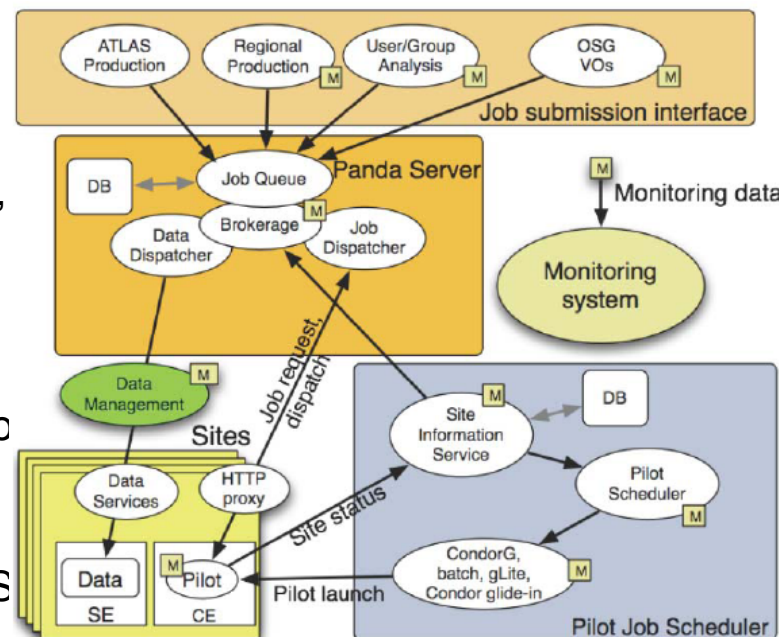 ATLAS
Production
Regional
Production
M
User/Group
Analysis
M
OSG
VOs
M
Job submission interface
Panda Server
DB
Job Queue
Brokerage
M
Data
Dispatcher
Job
Dispatcher
M
Monitoring data
Monitoring
system
,
Data
Management
M
Job request,
dispatch
Sites
Data
Services
HTTP
proxy
Site status
Data
SE
M
Pilot
CE
Pilot launch
M
Site
Information
Service
DB
Pilot
Scheduler
M
CondorG,
batch, gLite,
Condor glide-in
M
Pilot Job Scheduler